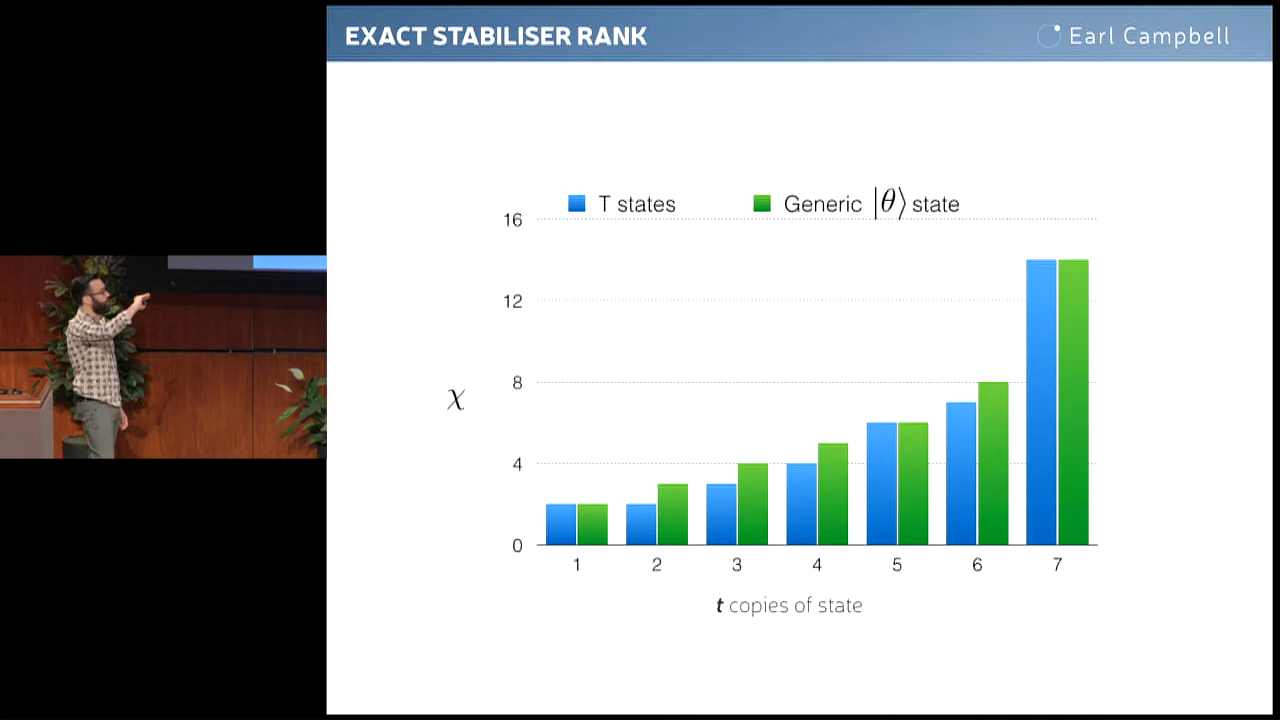 EXACT STABILISER RANK
Earl Campbell
T states
Generic |θ⟩ state
16
12
8
4
0
χ
1 2 3 4 5 6 7
t copies of state